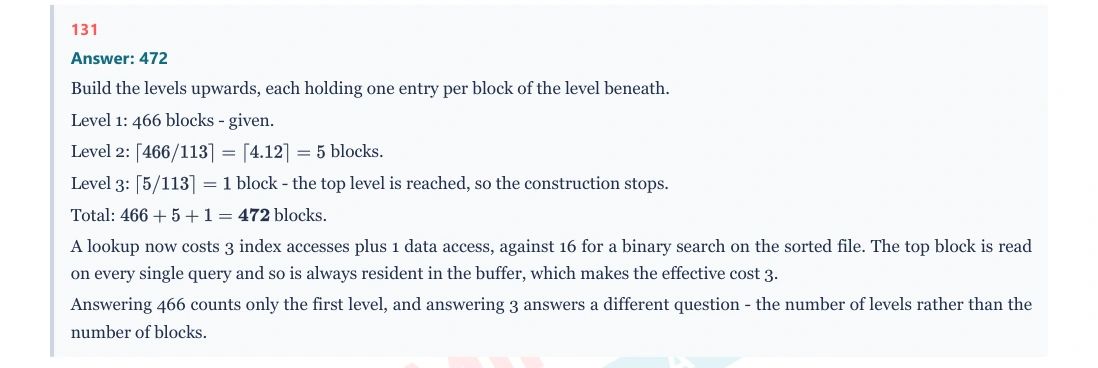 131
Answer: 472
Build the levels upwards, each holding one entry per block of the level beneath.
Level 1: 466 blocks - given.
Level 2: ⌈466/113⌉ = ⌈4.12⌉ = 5 blocks.
Level 3: ⌈5/113⌉ = 1 block - the top level is reached, so the construction stops.
Total: 466 + 5 + 1 = 472 blocks.
A lookup now costs 3 index accesses plus 1 data access, against 16 for a binary search on the sorted file. The top block is read
on every single query and so is always resident in the buffer, which makes the effective cost 3.
Answering 466 counts only the first level, and answering 3 answers a different question - the number of levels rather than the
number of blocks.